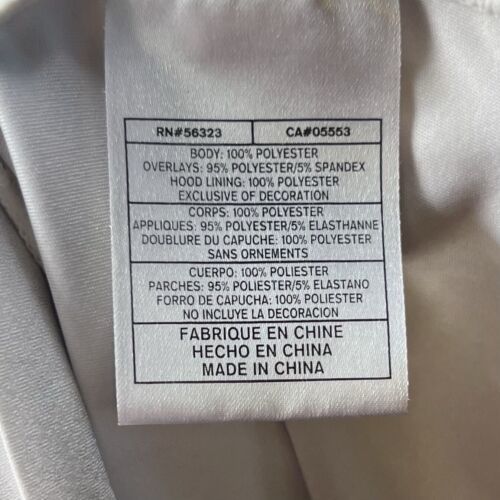 RN#56323 CA#05553
BODY: 100% POLYESTER
OVERLAYS: 95% POLYESTER/5% SPANDEX
HOOD LINING: 100% POLYESTER
EXCLUSIVE OF DECORATION
CORPS: 100% POLYESTER
APPLIQUES: 95% POLYESTER/5% ELASTHANNE
DOUBLURE DU CAPUCHE: 100% POLYESTER
SANS ORNEMENTS
CUERPO: 100% POLIESTER
PARCHES: 95% POLIESTER/5% ELASTANO
FORRO DE CAPUCHA: 100% POLIESTER
NO INCLUYE LA DECORACION
FABRIQUE EN CHINE
HECHO EN CHINA
MADE IN CHINA